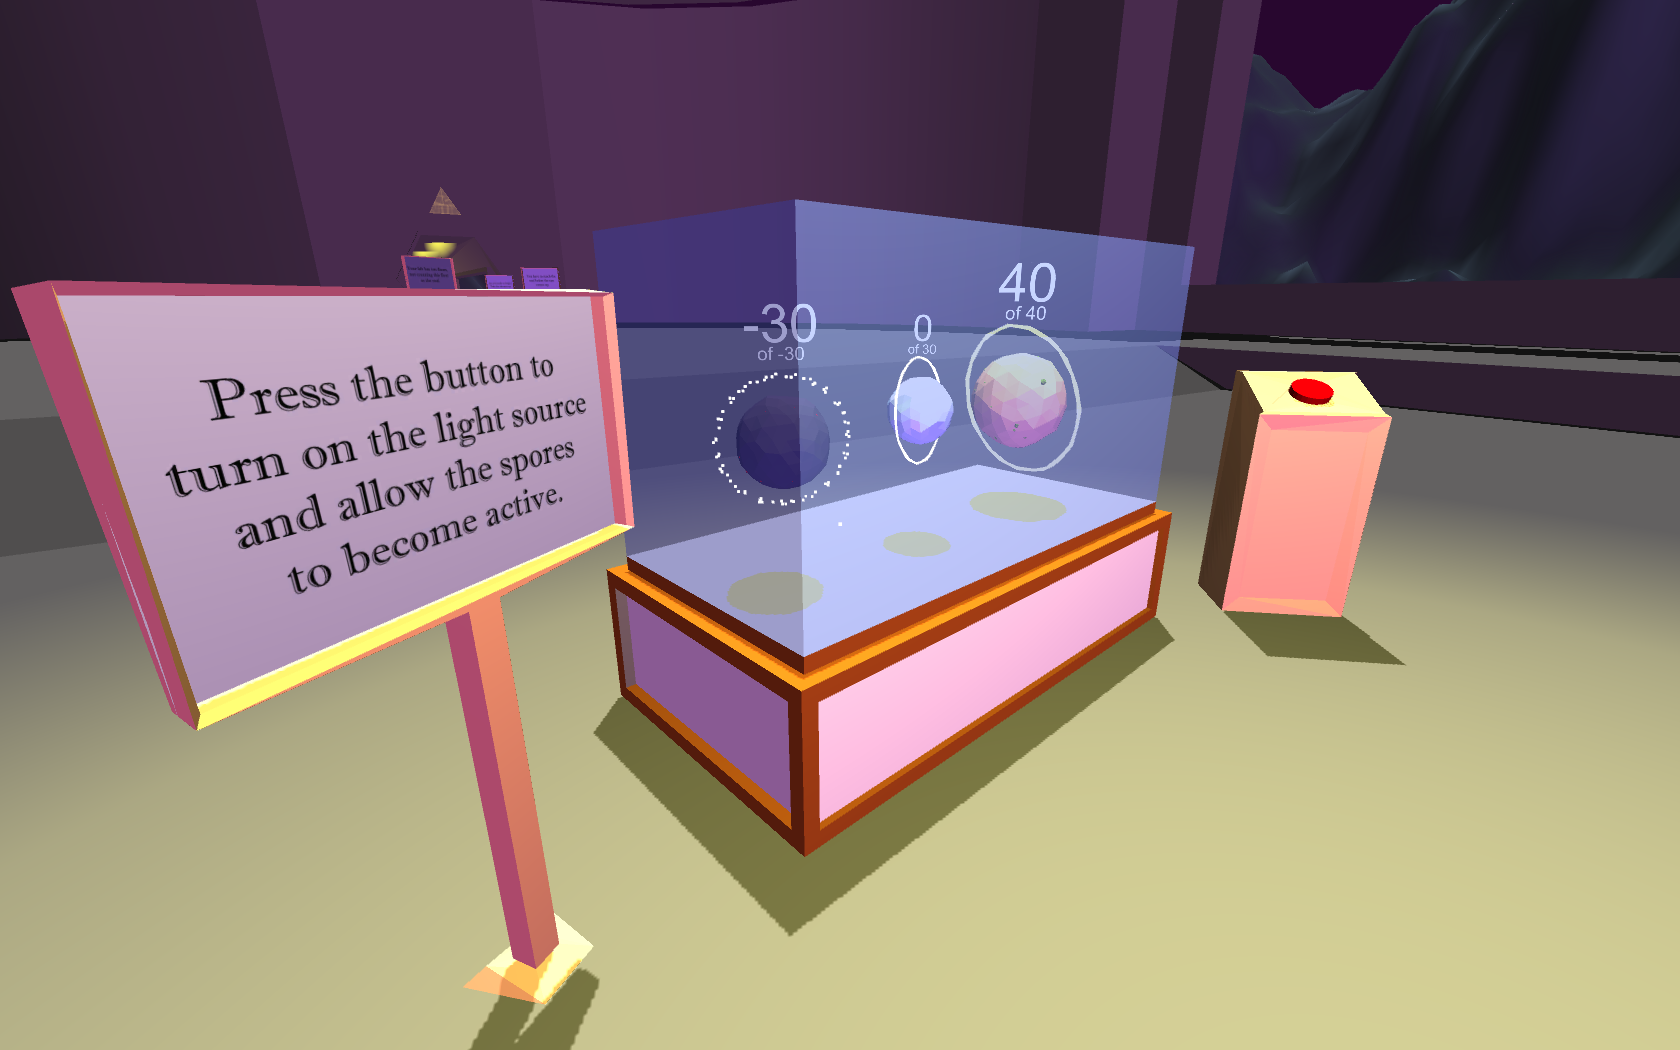 Press the button to
turn on the light source
and allow the spores
to become active.
-30
of -30
0
of 30
40
of 40